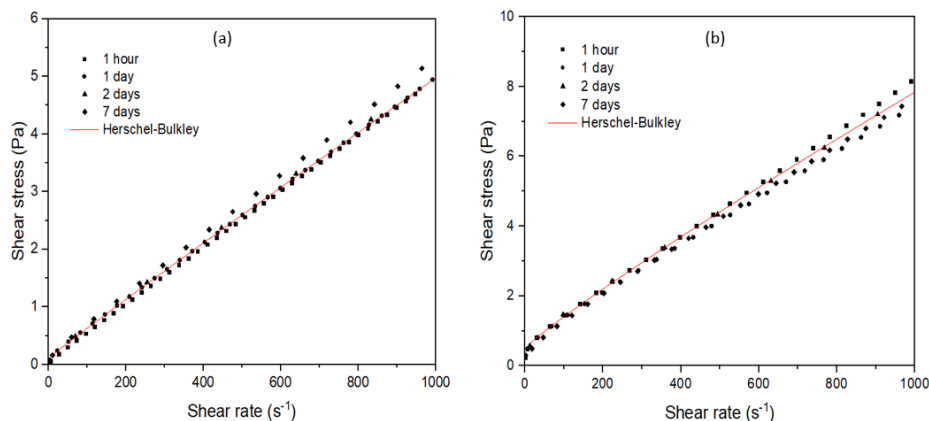 (a)
1 hour
1 day
2 days
7 days
Herschel-Bulkley
Shear stress (Pa)
6
5
4
3
2
1
0
0 200 400 600 800 1000
Shear rate (s⁻¹)
(b)
1 hour
1 day
2 days
7 days
Herschel-Bulkley
Shear stress (Pa)
10
8
6
4
2
0
0 200 400 600 800 1000
Shear rate (s⁻¹)